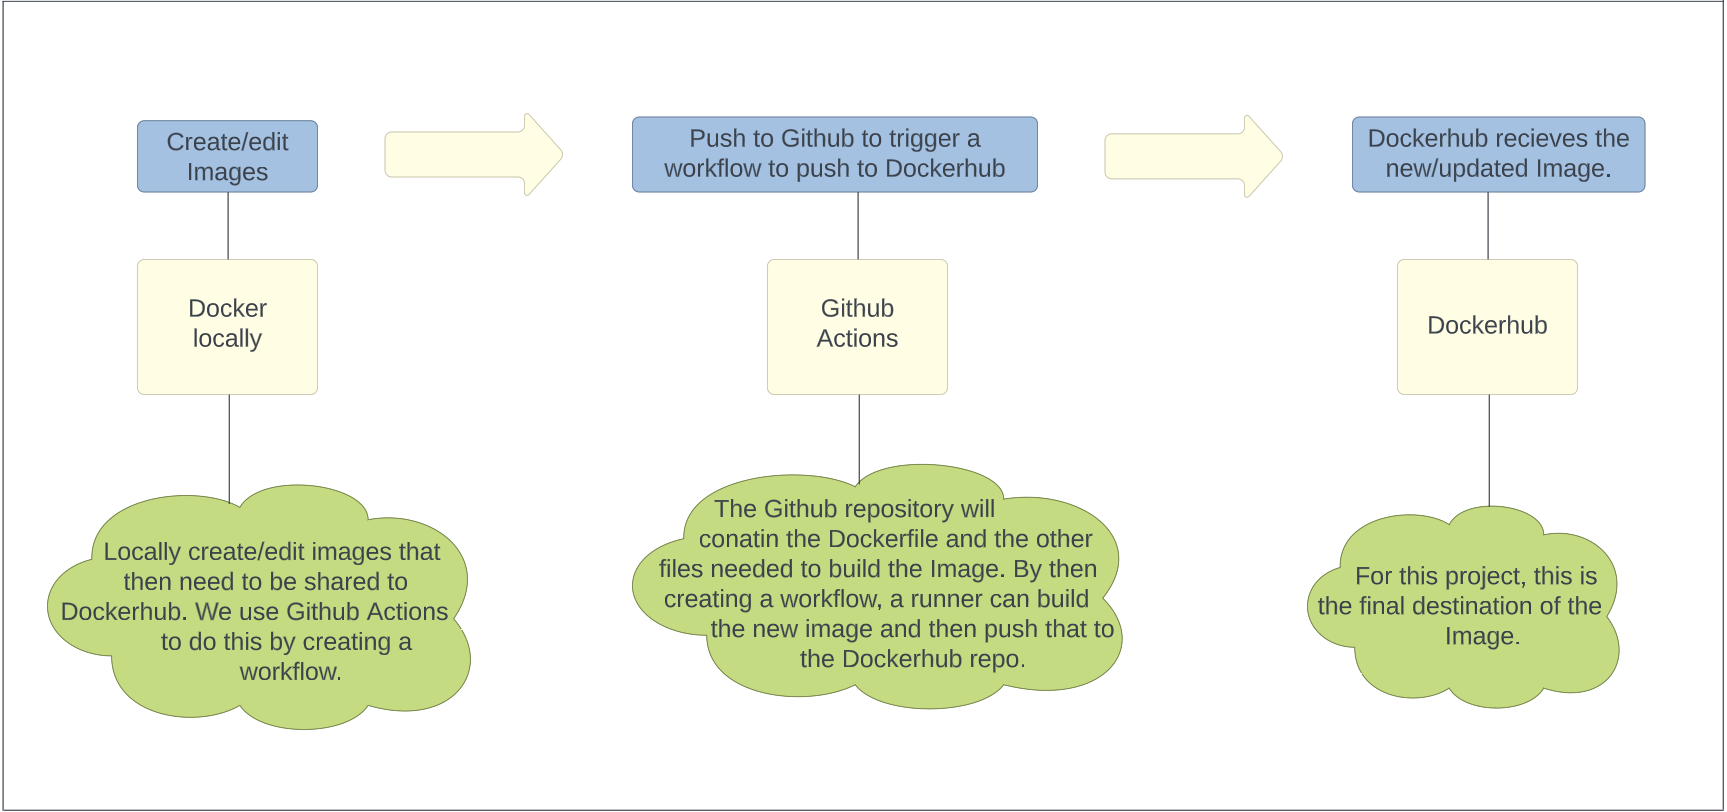 Create/edit
Images
Push to Github to trigger a
workflow to push to Dockerhub
Dockerhub recieves the
new/updated Image.
Docker
locally
Github
Actions
Dockerhub
Locally create/edit images that
then need to be shared to
Dockerhub. We use Github Actions
to do this by creating a
workflow.
The Github repository will
conatin the Dockerfile and the other
files needed to build the Image. By then
creating a workflow, a runner can build
the new image and then push that to
the Dockerhub repo.
For this project, this is
the final destination of the
Image.